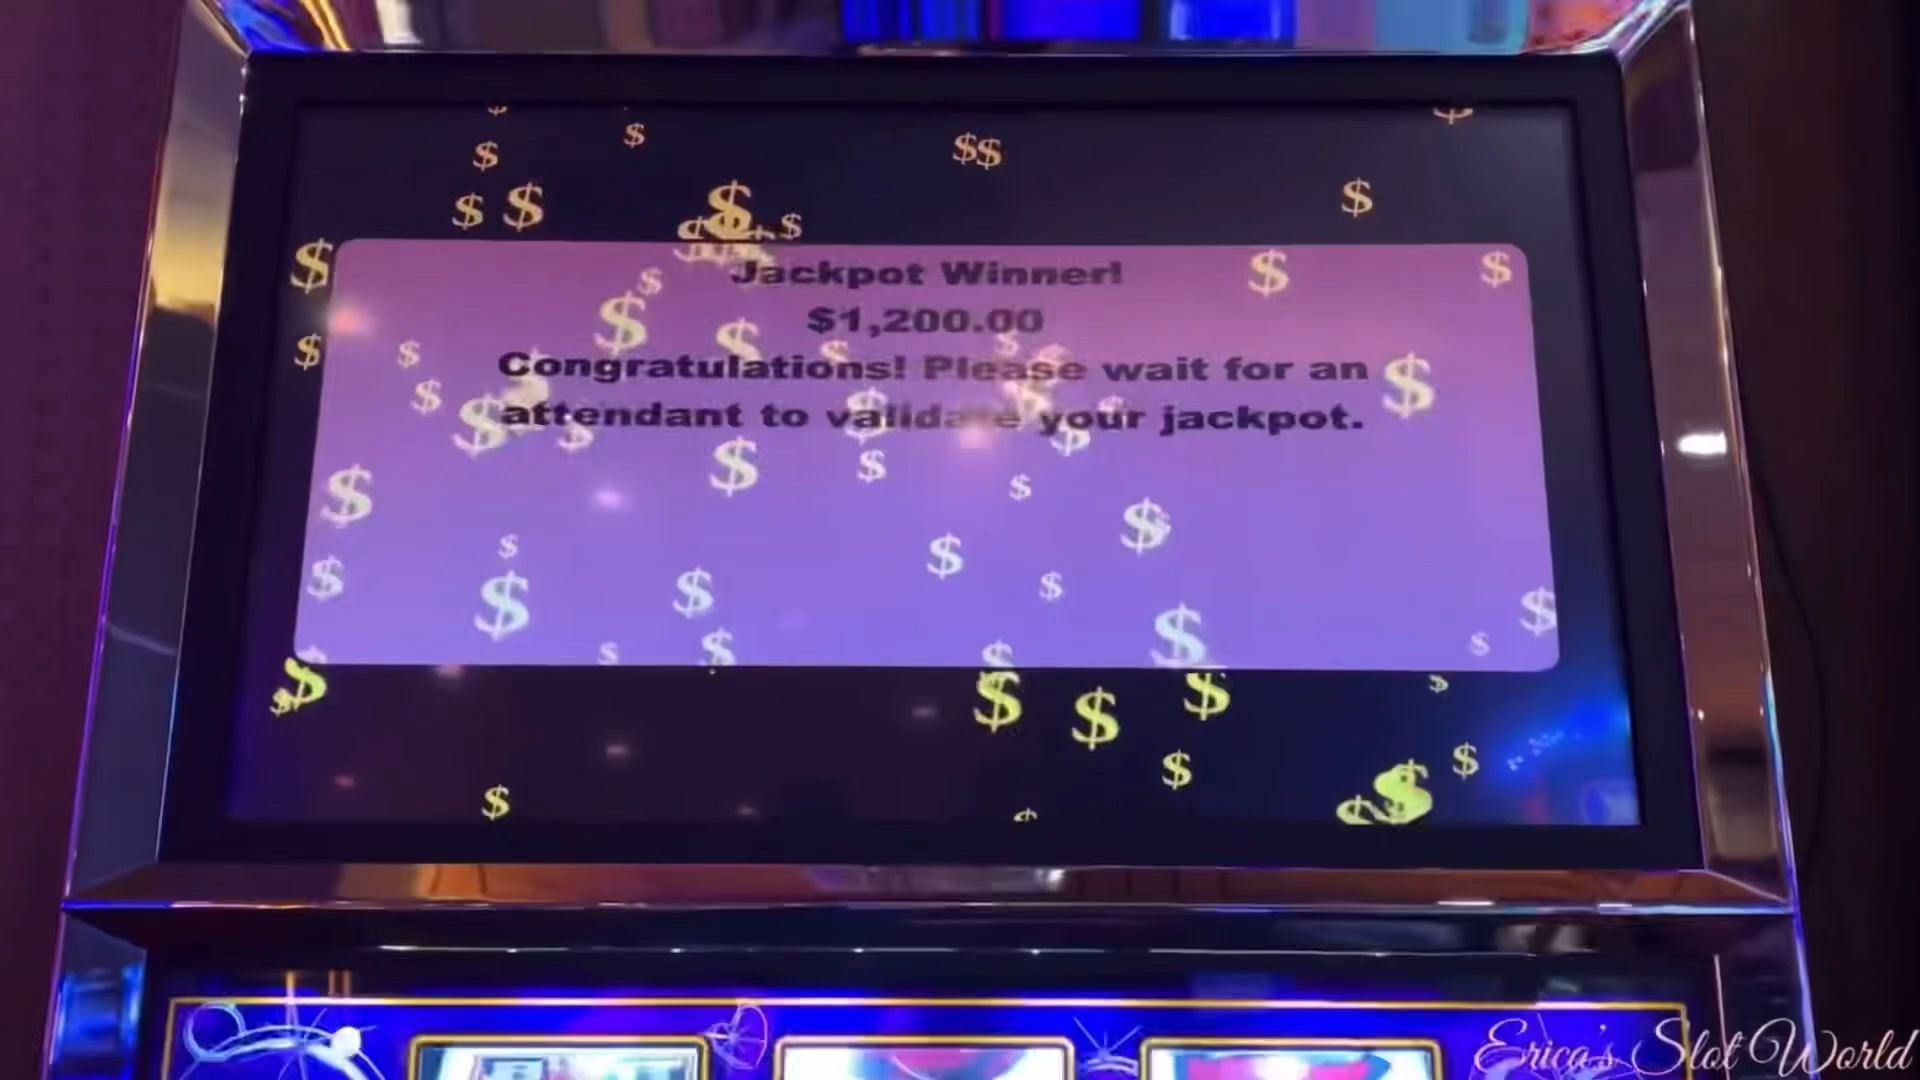 Jackpot Winner!
$1,200.00
Congratulations! Please wait for an
attendant to validate your jackpot.
Erica's Slot World